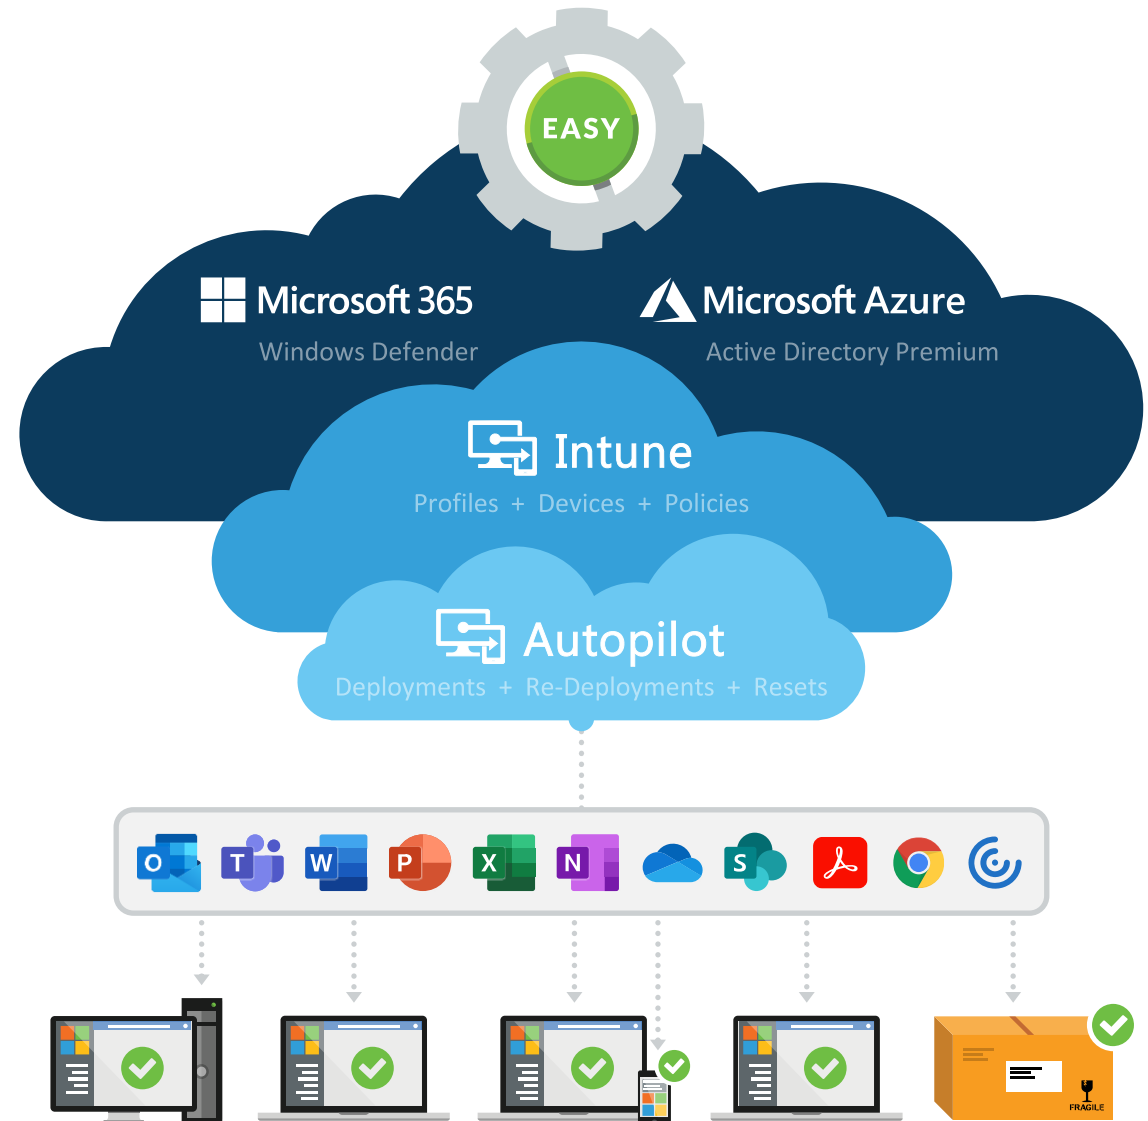 EASY
Microsoft 365
Windows Defender
Microsoft Azure
Active Directory Premium
Intune
Profiles + Devices + Policies
Autopilot
Deployments + Re-Deployments + Resets
O
T
W
P
X
N
S
FRAGILE